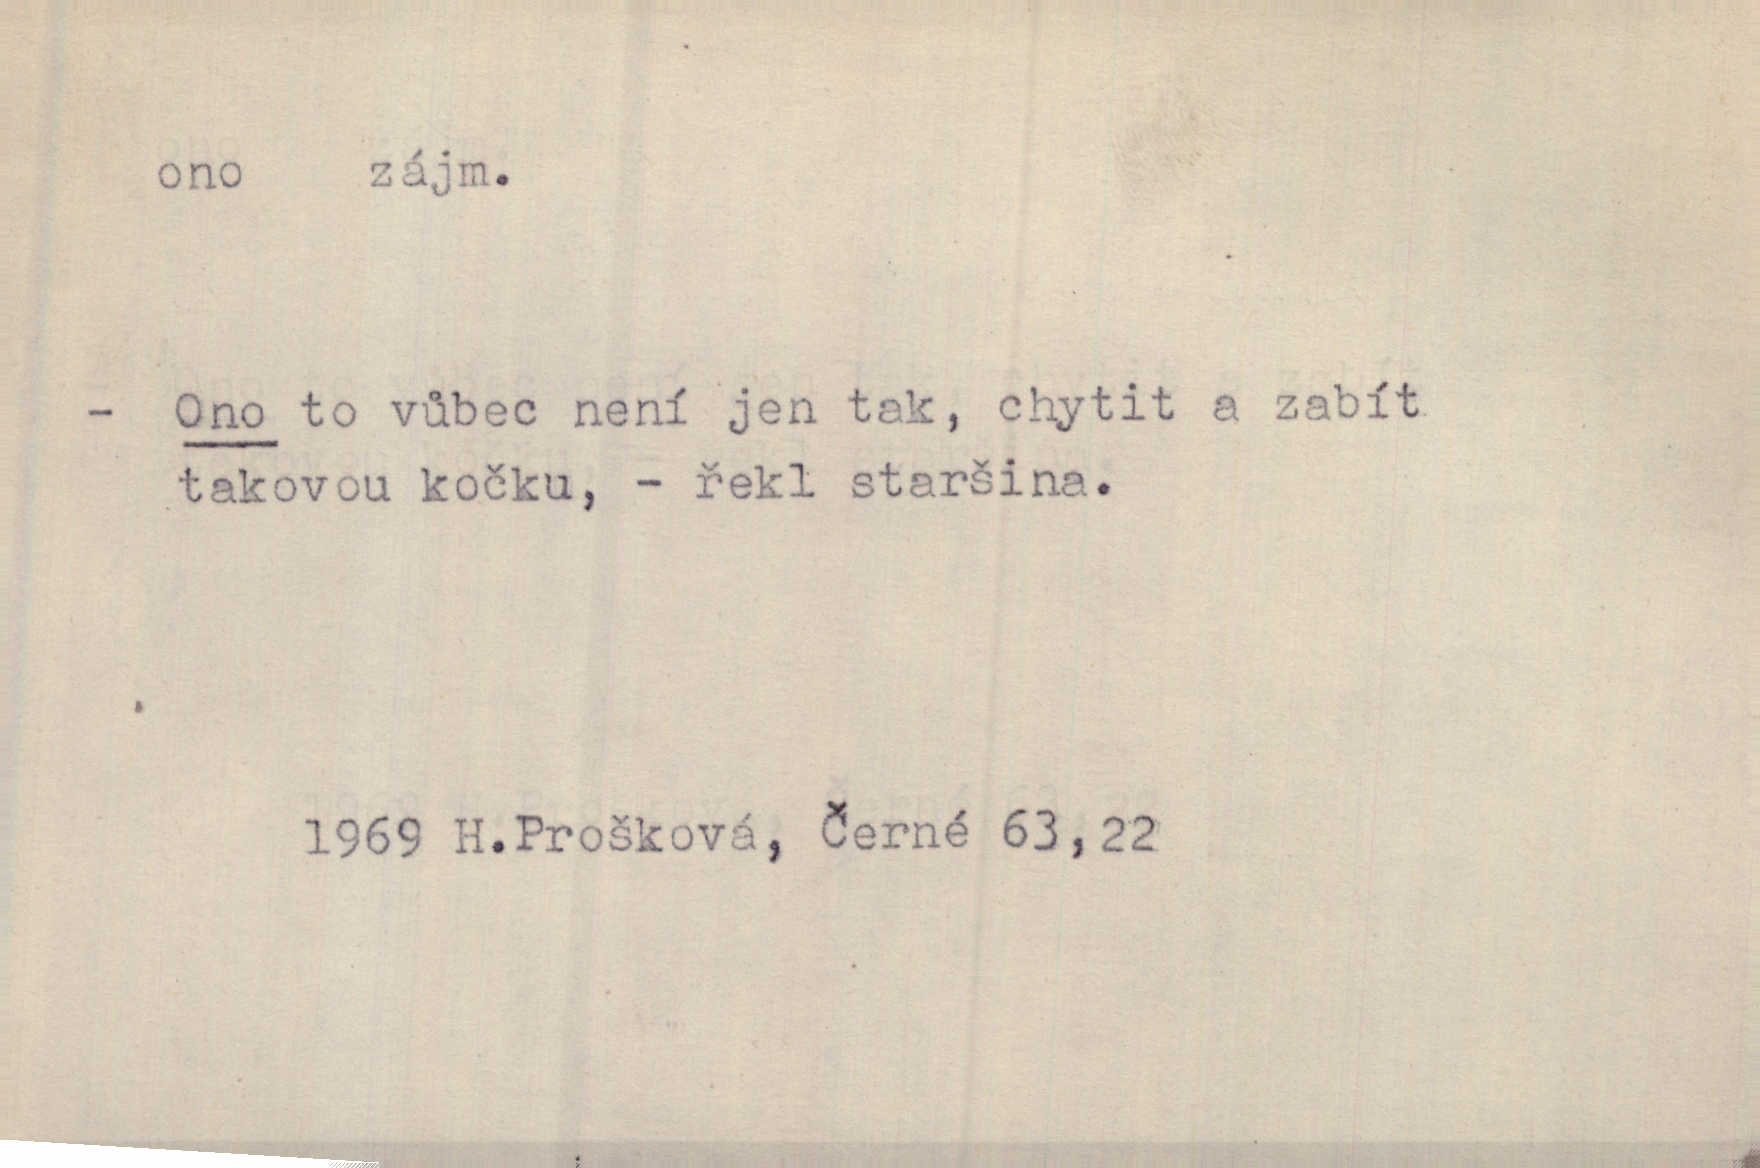 ono zájm.
- Ono to vůbec není jen tak, chytit a zabít
takovou kočku, - řekl staršina.
1969 H.Prošková, Černé 63,22